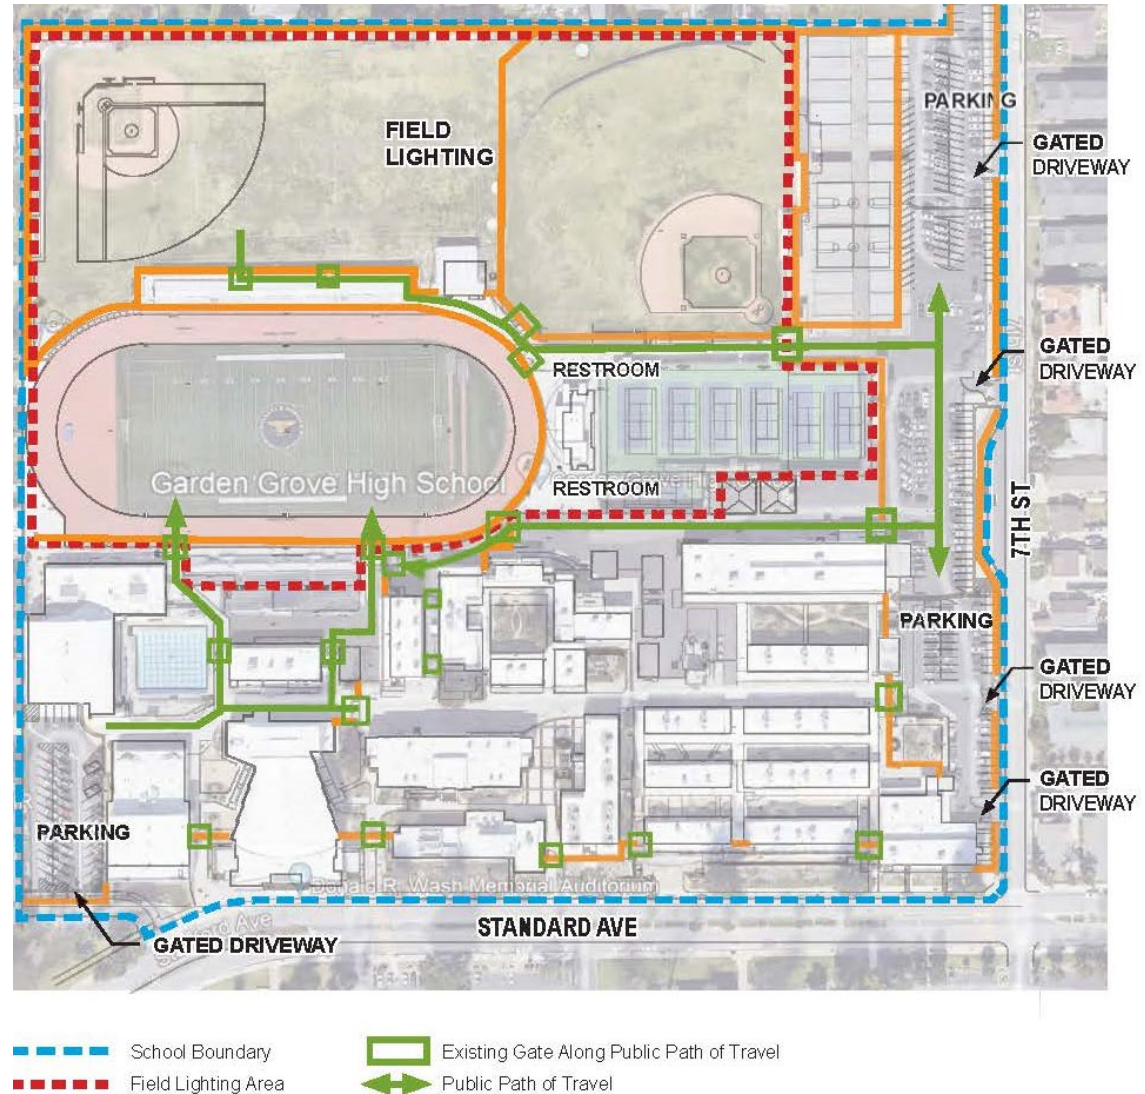 PARKING
FIELD
LIGHTING
GATED
DRIVEWAY
GATED
DRIVEWAY
RESTROOM
Garden Grove High School
RESTROOM
7TH ST
PARKING
GATED
DRIVEWAY
GATED
DRIVEWAY
PARKING
Donald R. Wash Memorial Auditorium
STANDARD AVE
GATED DRIVEWAY
School Boundary
Existing Gate Along Public Path of Travel
Field Lighting Area
Public Path of Travel